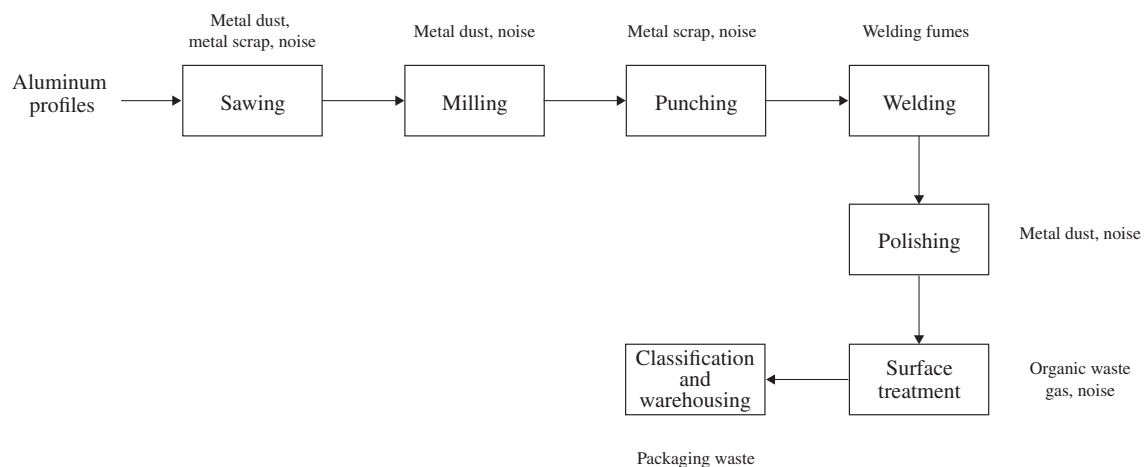 Metal dust,
metal scrap, noise
Metal dust, noise
Metal scrap, noise
Welding fumes
Aluminum
profiles
Sawing
Milling
Punching
Welding
Polishing
Metal dust, noise
Classification
and
warehousing
Surface
treatment
Organic waste
gas, noise
Packaging waste